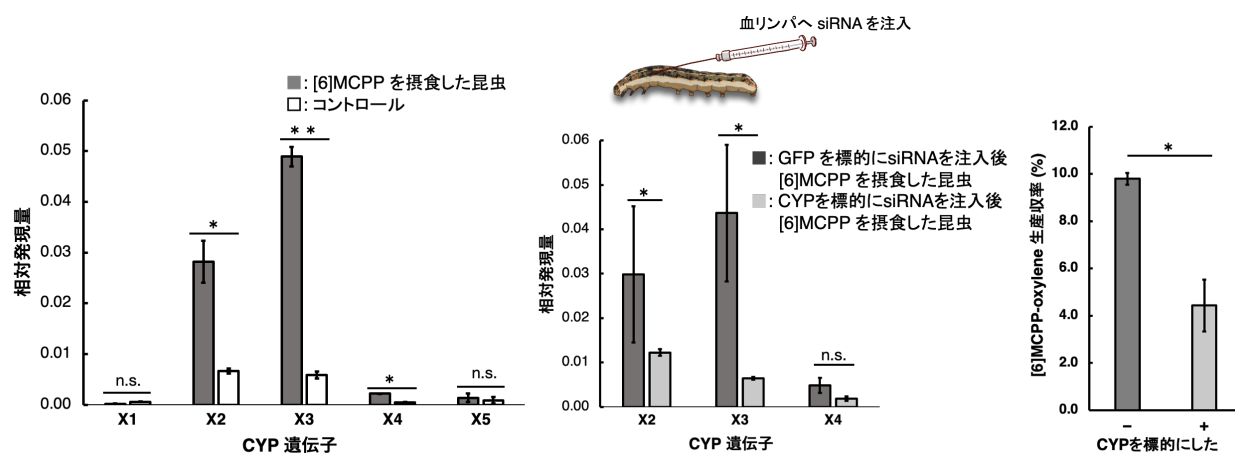 血リンパへ siRNA を注入
■: [6]MCPP を摂食した昆虫
□: コントロール
相対発現量
0.06
0.05
0.04
0.03
0.02
0.01
0.00
n.s.
*
**
*
n.s.
X1 X2 X3 X4 X5
CYP 遺伝子
■: GFP を標的にsiRNAを注入後
[6]MCPP を摂食した昆虫
■: CYPを標的にsiRNAを注入後
[6]MCPP を摂食した昆虫
相対発現量
0.06
0.05
0.04
0.03
0.02
0.01
0.00
*
*
n.s.
X2 X3 X4
CYP 遺伝子
[6]MCPP-oxylene 生産収率 (%)
12.0
10.0
8.0
6.0
4.0
2.0
0.0
*
− +
CYPを標的にした